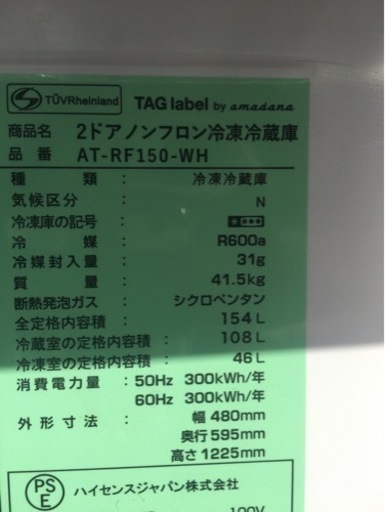 TÜVRheinland TAG label by amadana
商品名 2ドアノンフロン冷凍冷蔵庫
品番 AT-RF150-WH
種類 : 冷凍冷蔵庫
気候区分 : N
冷凍庫の記号 :
冷媒 : R600a
冷媒封入量 : 31g
質量 : 41.5kg
断熱発泡ガス : シクロペンタン
全定格内容積 : 154L
冷蔵室の定格内容積 : 108L
冷凍室の定格内容積 : 46L
消費電力量 : 50Hz 300kWh/年
60Hz 300kWh/年
外形寸法 : 幅 480mm
奥行 595mm
高さ 1225mm
PSE ハイセンスジャパン株式会社
100V